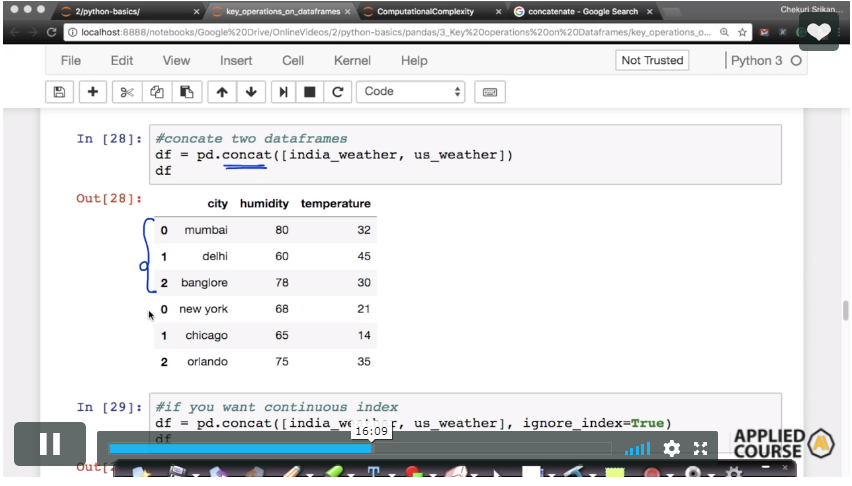 2/python-basics/ key_operations_on_dataframes ComputationalComplexity concatenate - Google Search Chekuri Srikan...
localhost:8888/notebooks/Google%20Drive/OnlineVideos/2/python-basics/pandas/3_Key%20operations%20on%20Dataframes/key_operations_o...
File Edit View Insert Cell Kernel Help Not Trusted Python 3
Code
In [28]: #concate two dataframes
df = pd.concat([india_weather, us_weather])
df
Out[28]:
city humidity temperature
0 mumbai 80 32
1 delhi 60 45
2 banglore 78 30
0 new york 68 21
1 chicago 65 14
2 orlando 75 35
In [29]: #if you want continuous index
df = pd.concat([india_weather, us_weather], ignore_index=True)
16:09
df
Out[
APPLIED
COURSE